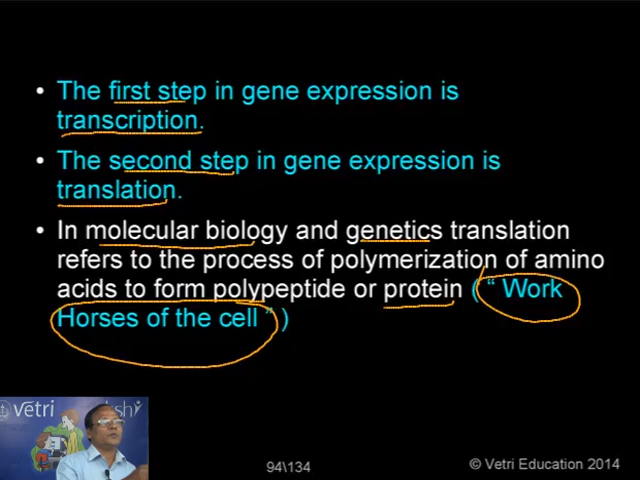 • The first step in gene expression is
transcription.
• The second step in gene expression is
translation.
• In molecular biology and genetics translation
refers to the process of polymerization of amino
acids to form polypeptide or protein ( “ Work
Horses of the cell ” )
vetri
94\134
© Vetri Education 2014